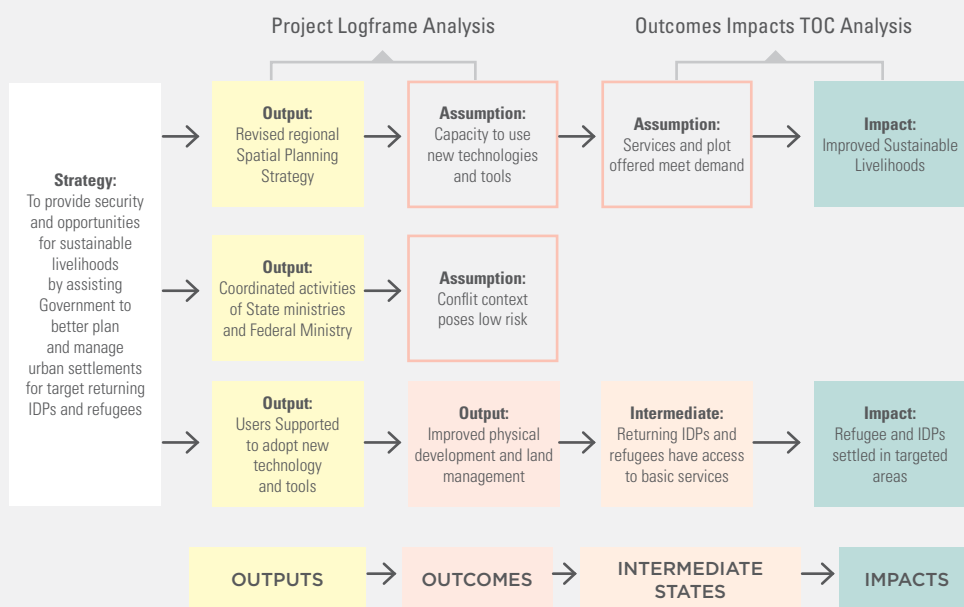 Project Logframe Analysis
Outcomes Impacts TOC Analysis
Strategy:
To provide security
and opportunities
for sustainable
livelihoods
by assisting
Government to
better plan
and manage
urban settlements
for target returning
IDPs and refugees
Output:
Revised regional
Spatial Planning
Strategy
Assumption:
Capacity to use
new technologies
and tools
Assumption:
Services and plot
offered meet demand
Impact:
Improved Sustainable
Livelihoods
Output:
Coordinated activities
of State ministries
and Federal Ministry
Assumption:
Conflit context
poses low risk
Output:
Users Supported
to adopt new
technology
and tools
Output:
Improved physical
development and land
management
Intermediate:
Returning IDPs and
refugees have access
to basic services
Impact:
Refugee and IDPs
settled in targeted
areas
OUTPUTS
OUTCOMES
INTERMEDIATE
STATES
IMPACTS